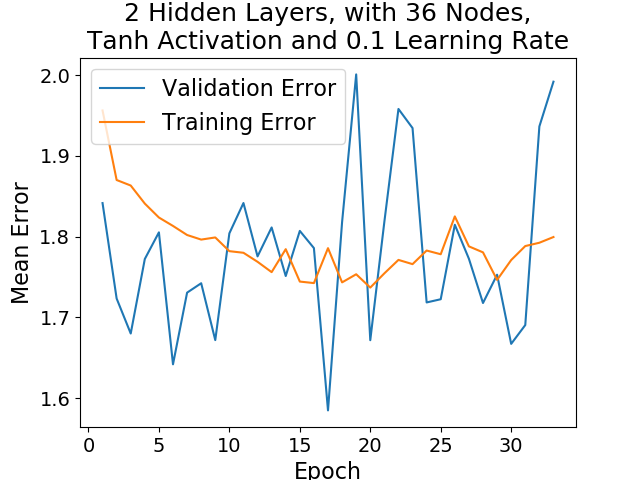 2 Hidden Layers, with 36 Nodes,
Tanh Activation and 0.1 Learning Rate
Validation Error
Training Error
Mean Error
2.0
1.9
1.8
1.7
1.6
0 5 10 15 20 25 30
Epoch